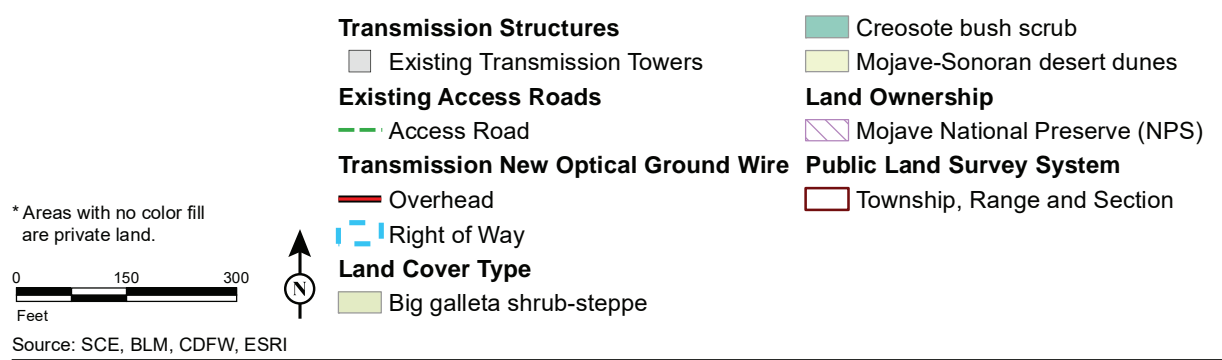 Transmission Structures
Existing Transmission Towers
Existing Access Roads
Access Road
Transmission New Optical Ground Wire
Overhead
Right of Way
Land Cover Type
Big galleta shrub-steppe
Creosote bush scrub
Mojave-Sonoran desert dunes
Land Ownership
Mojave National Preserve (NPS)
Public Land Survey System
Township, Range and Section
* Areas with no color fill
are private land.
0 150 300
Feet
N
Source: SCE, BLM, CDFW, ESRI